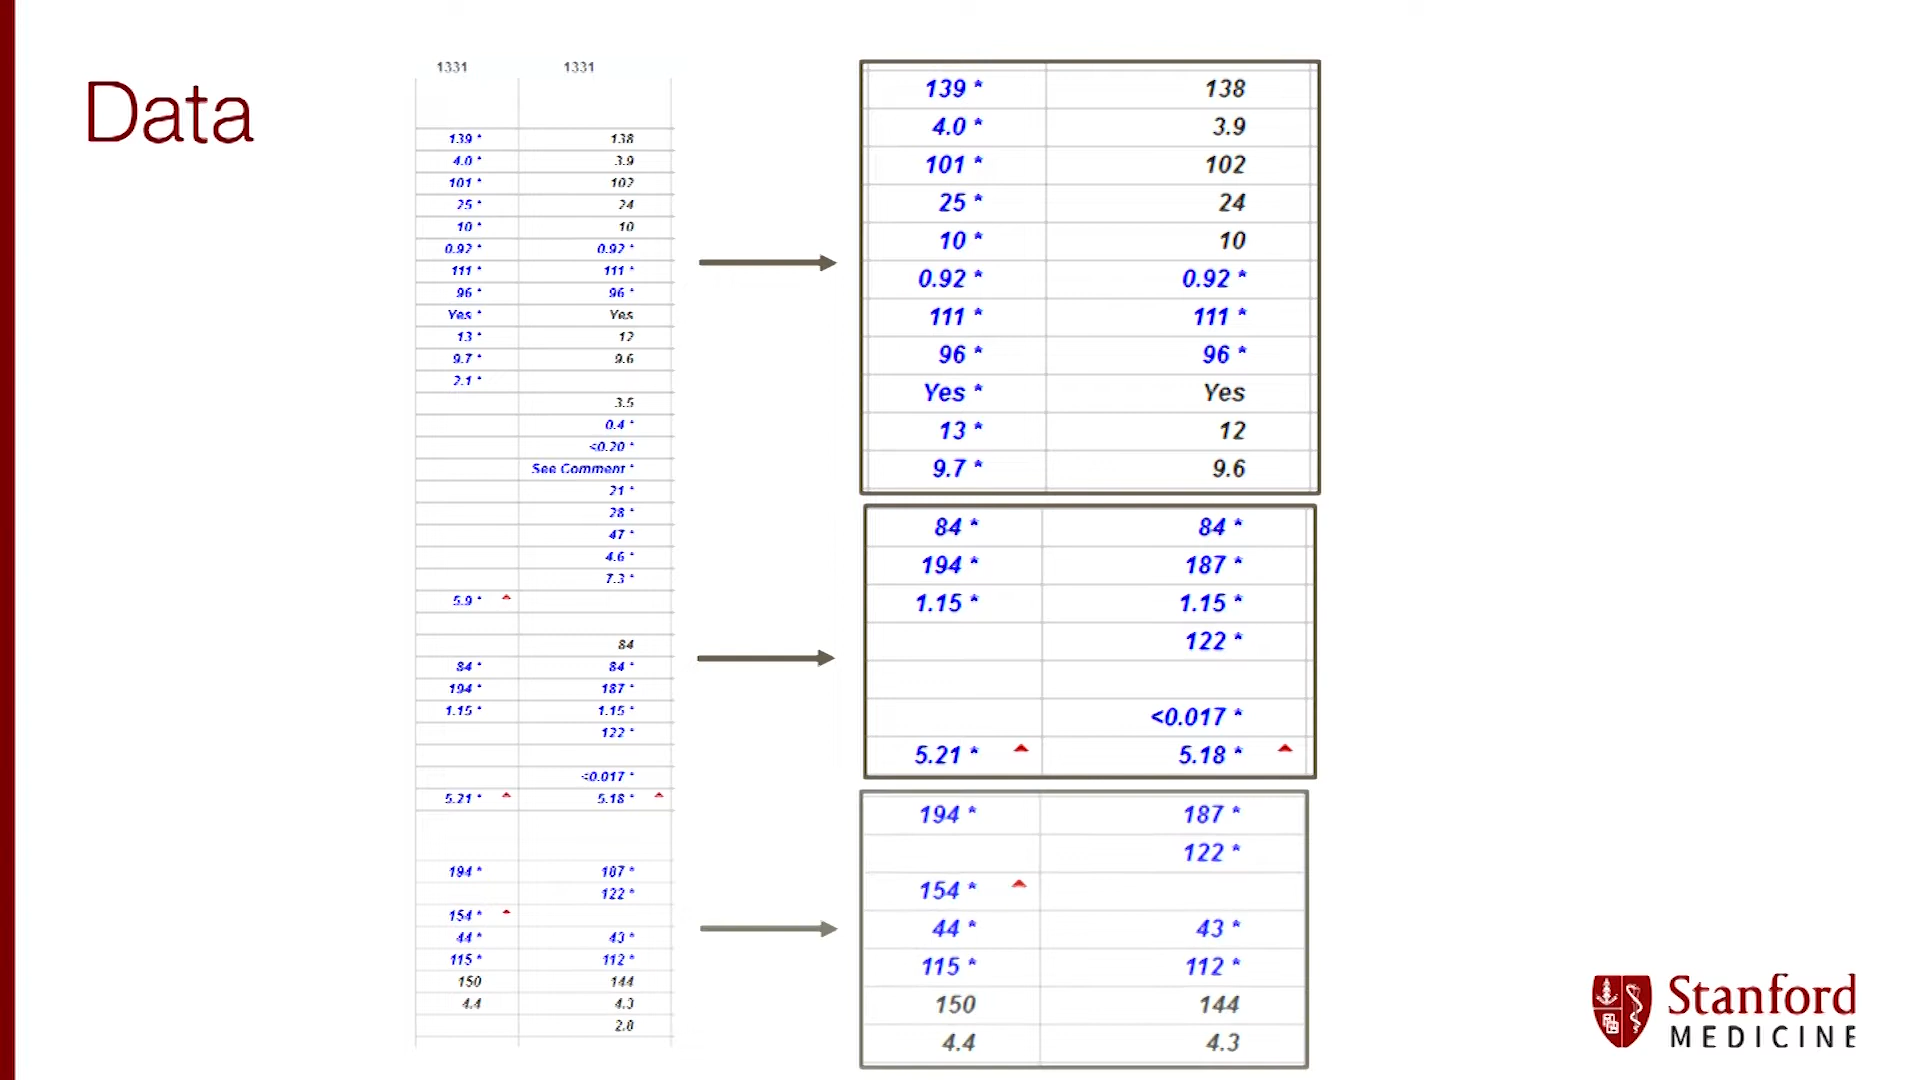 Data
1331 1331
139 * 138
4.0 * 3.9
101 * 102
25 * 24
10 * 10
0.92 * 0.92 *
111 * 111 *
96 * 96 *
Yes * Yes
13 * 12
9.7 * 9.6
2.1 *
3.5
0.4 *
<0.20 *
See Comment *
21 *
28 *
47 *
4.6 *
7.3 *
5.9 *
84
84 * 84 *
194 * 187 *
1.15 * 1.15 *
122 *
<0.017 *
5.21 * 5.18 *
194 * 187 *
122 *
154 *
44 * 43 *
115 * 112 *
150 144
4.4 4.3
2.0
139 * 138
4.0 * 3.9
101 * 102
25 * 24
10 * 10
0.92 * 0.92 *
111 * 111 *
96 * 96 *
Yes * Yes
13 * 12
9.7 * 9.6
84 * 84 *
194 * 187 *
1.15 * 1.15 *
122 *
<0.017 *
5.21 * 5.18 *
194 * 187 *
122 *
154 *
44 * 43 *
115 * 112 *
150 144
4.4 4.3
Stanford
MEDICINE